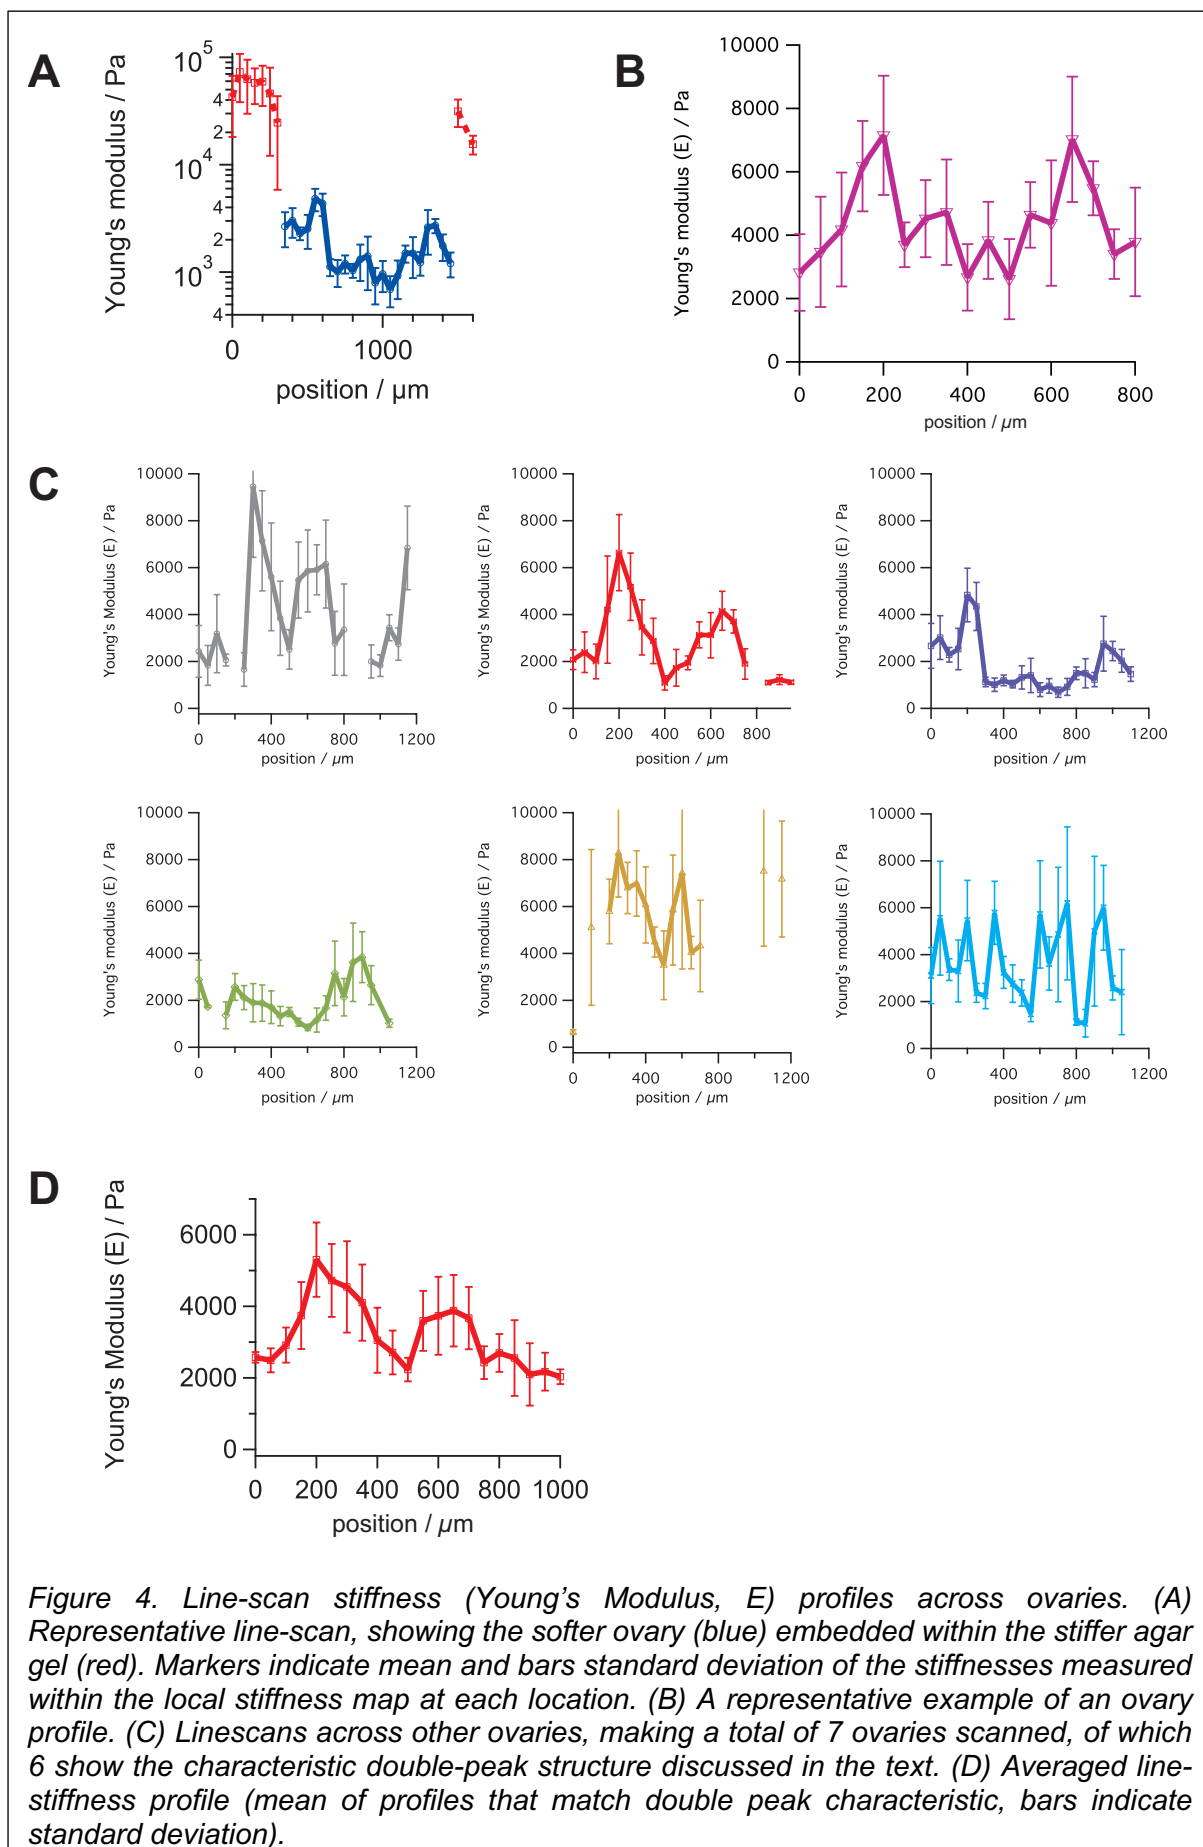 A
Young's modulus / Pa
10^5
4
2
10^4
4
2
10^3
4
0
1000
position / µm
B
Young's modulus (E) / Pa
10000
8000
6000
4000
2000
0
0 200 400 600 800
position / µm
C
Young's Modulus (E) / Pa
10000
8000
6000
4000
2000
0
0 400 800 1200
position / µm
Young's Modulus (E) / Pa
10000
8000
6000
4000
2000
0
0 200 400 600 800
position / µm
Young's modulus (E) / Pa
10000
8000
6000
4000
2000
0
0 400 800 1200
position / µm
Young's modulus (E) / Pa
10000
8000
6000
4000
2000
0
0 400 800 1200
position / µm
Young's modulus (E) / Pa
10000
8000
6000
4000
2000
0
0 400 800 1200
position / µm
Young's modulus (E) / Pa
10000
8000
6000
4000
2000
0
0 400 800 1200
position / µm
D
Young's Modulus (E) / Pa
6000
4000
2000
0
0 200 400 600 800 1000
position / µm
Figure 4. Line-scan stiffness (Young's Modulus, E) profiles across ovaries. (A)
Representative line-scan, showing the softer ovary (blue) embedded within the stiffer agar
gel (red). Markers indicate mean and bars standard deviation of the stiffnesses measured
within the local stiffness map at each location. (B) A representative example of an ovary
profile. (C) Linescans across other ovaries, making a total of 7 ovaries scanned, of which
6 show the characteristic double-peak structure discussed in the text. (D) Averaged line-
stiffness profile (mean of profiles that match double peak characteristic, bars indicate
standard deviation).